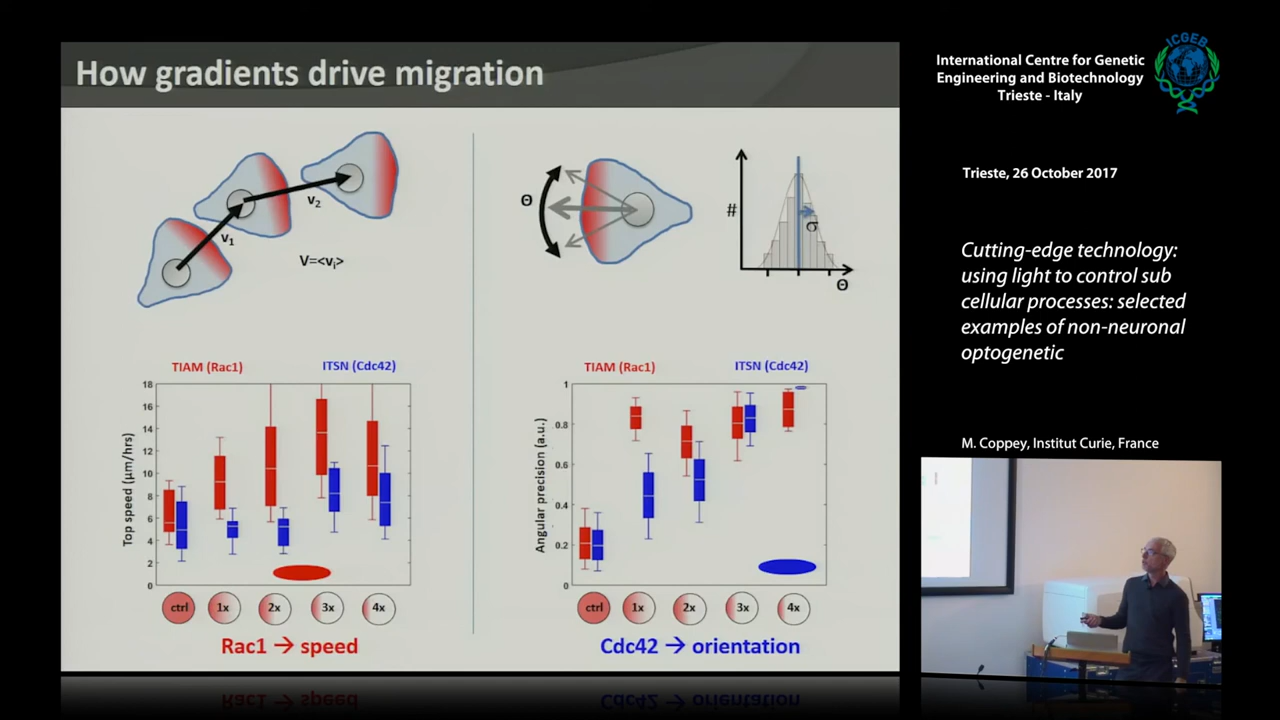 How gradients drive migration
v1
v2
V=<vi>
Θ
#
σ
Θ
TIAM (Rac1)
ITSN (Cdc42)
Top speed (µm/hrs)
18
16
14
12
10
8
6
4
2
0
ctrl
1x
2x
3x
4x
Rac1 → speed
TIAM (Rac1)
ITSN (Cdc42)
Angular precision (a.u.)
1
0.8
0.6
0.4
0.2
0
ctrl
1x
2x
3x
4x
Cdc42 → orientation
International Centre for Genetic
Engineering and Biotechnology
Trieste - Italy
ICGEB
Trieste, 26 October 2017
Cutting-edge technology:
using light to control sub
cellular processes: selected
examples of non-neuronal
optogenetic
M. Coppey, Institut Curie, France